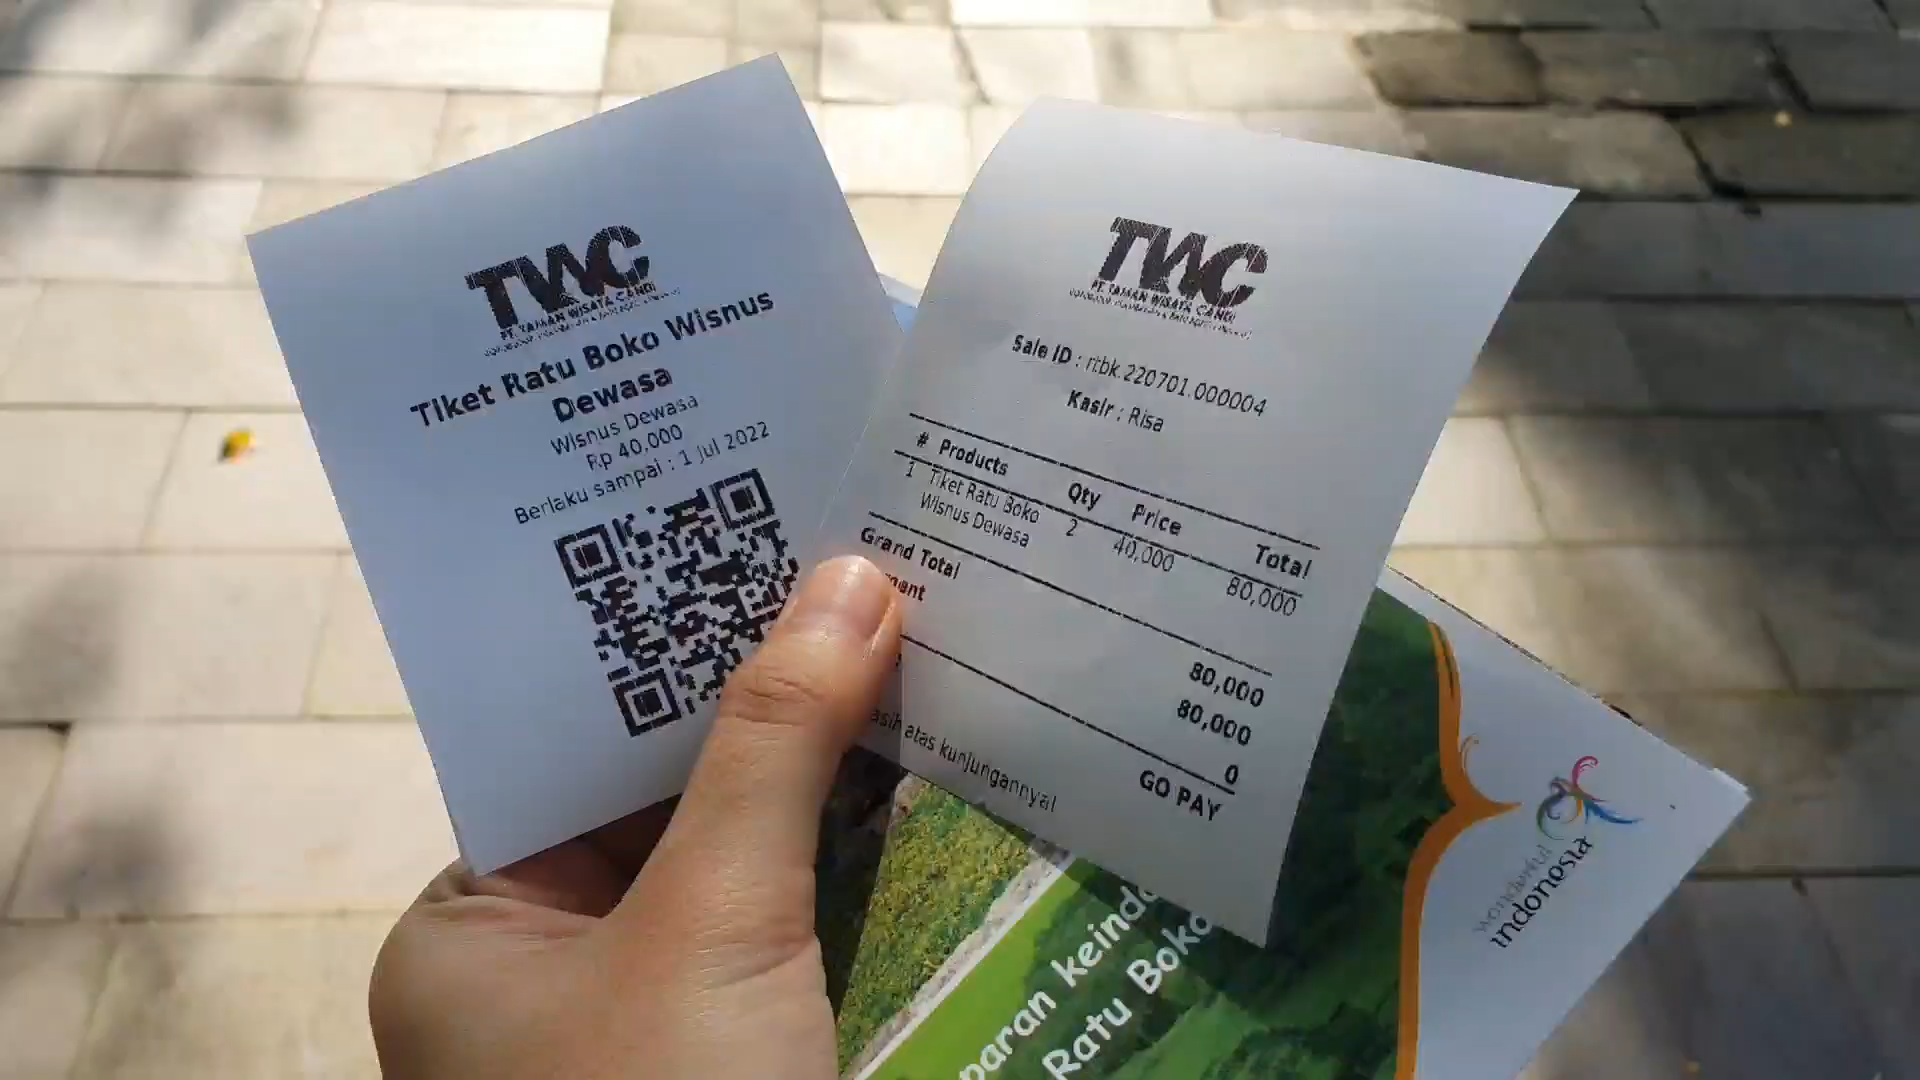 TWC
PT. TAMAN WISATA CANDI
Tiket Ratu Boko Wisnus
Dewasa
Wisnus Dewasa
Rp 40,000
Berlaku sampai : 1 Jul 2022
TWC
PT. TAMAN WISATA CANDI
Sale ID : rtbk.220701.000004
Kasir : Risa
# Products Qty Price Total
1 Tiket Ratu Boko 2 40,000 80,000
Wisnus Dewasa
Grand Total 80,000
80,000
0
GO PAY
atas kunjungannya!
wonderful
indonesia
Ratu Boko